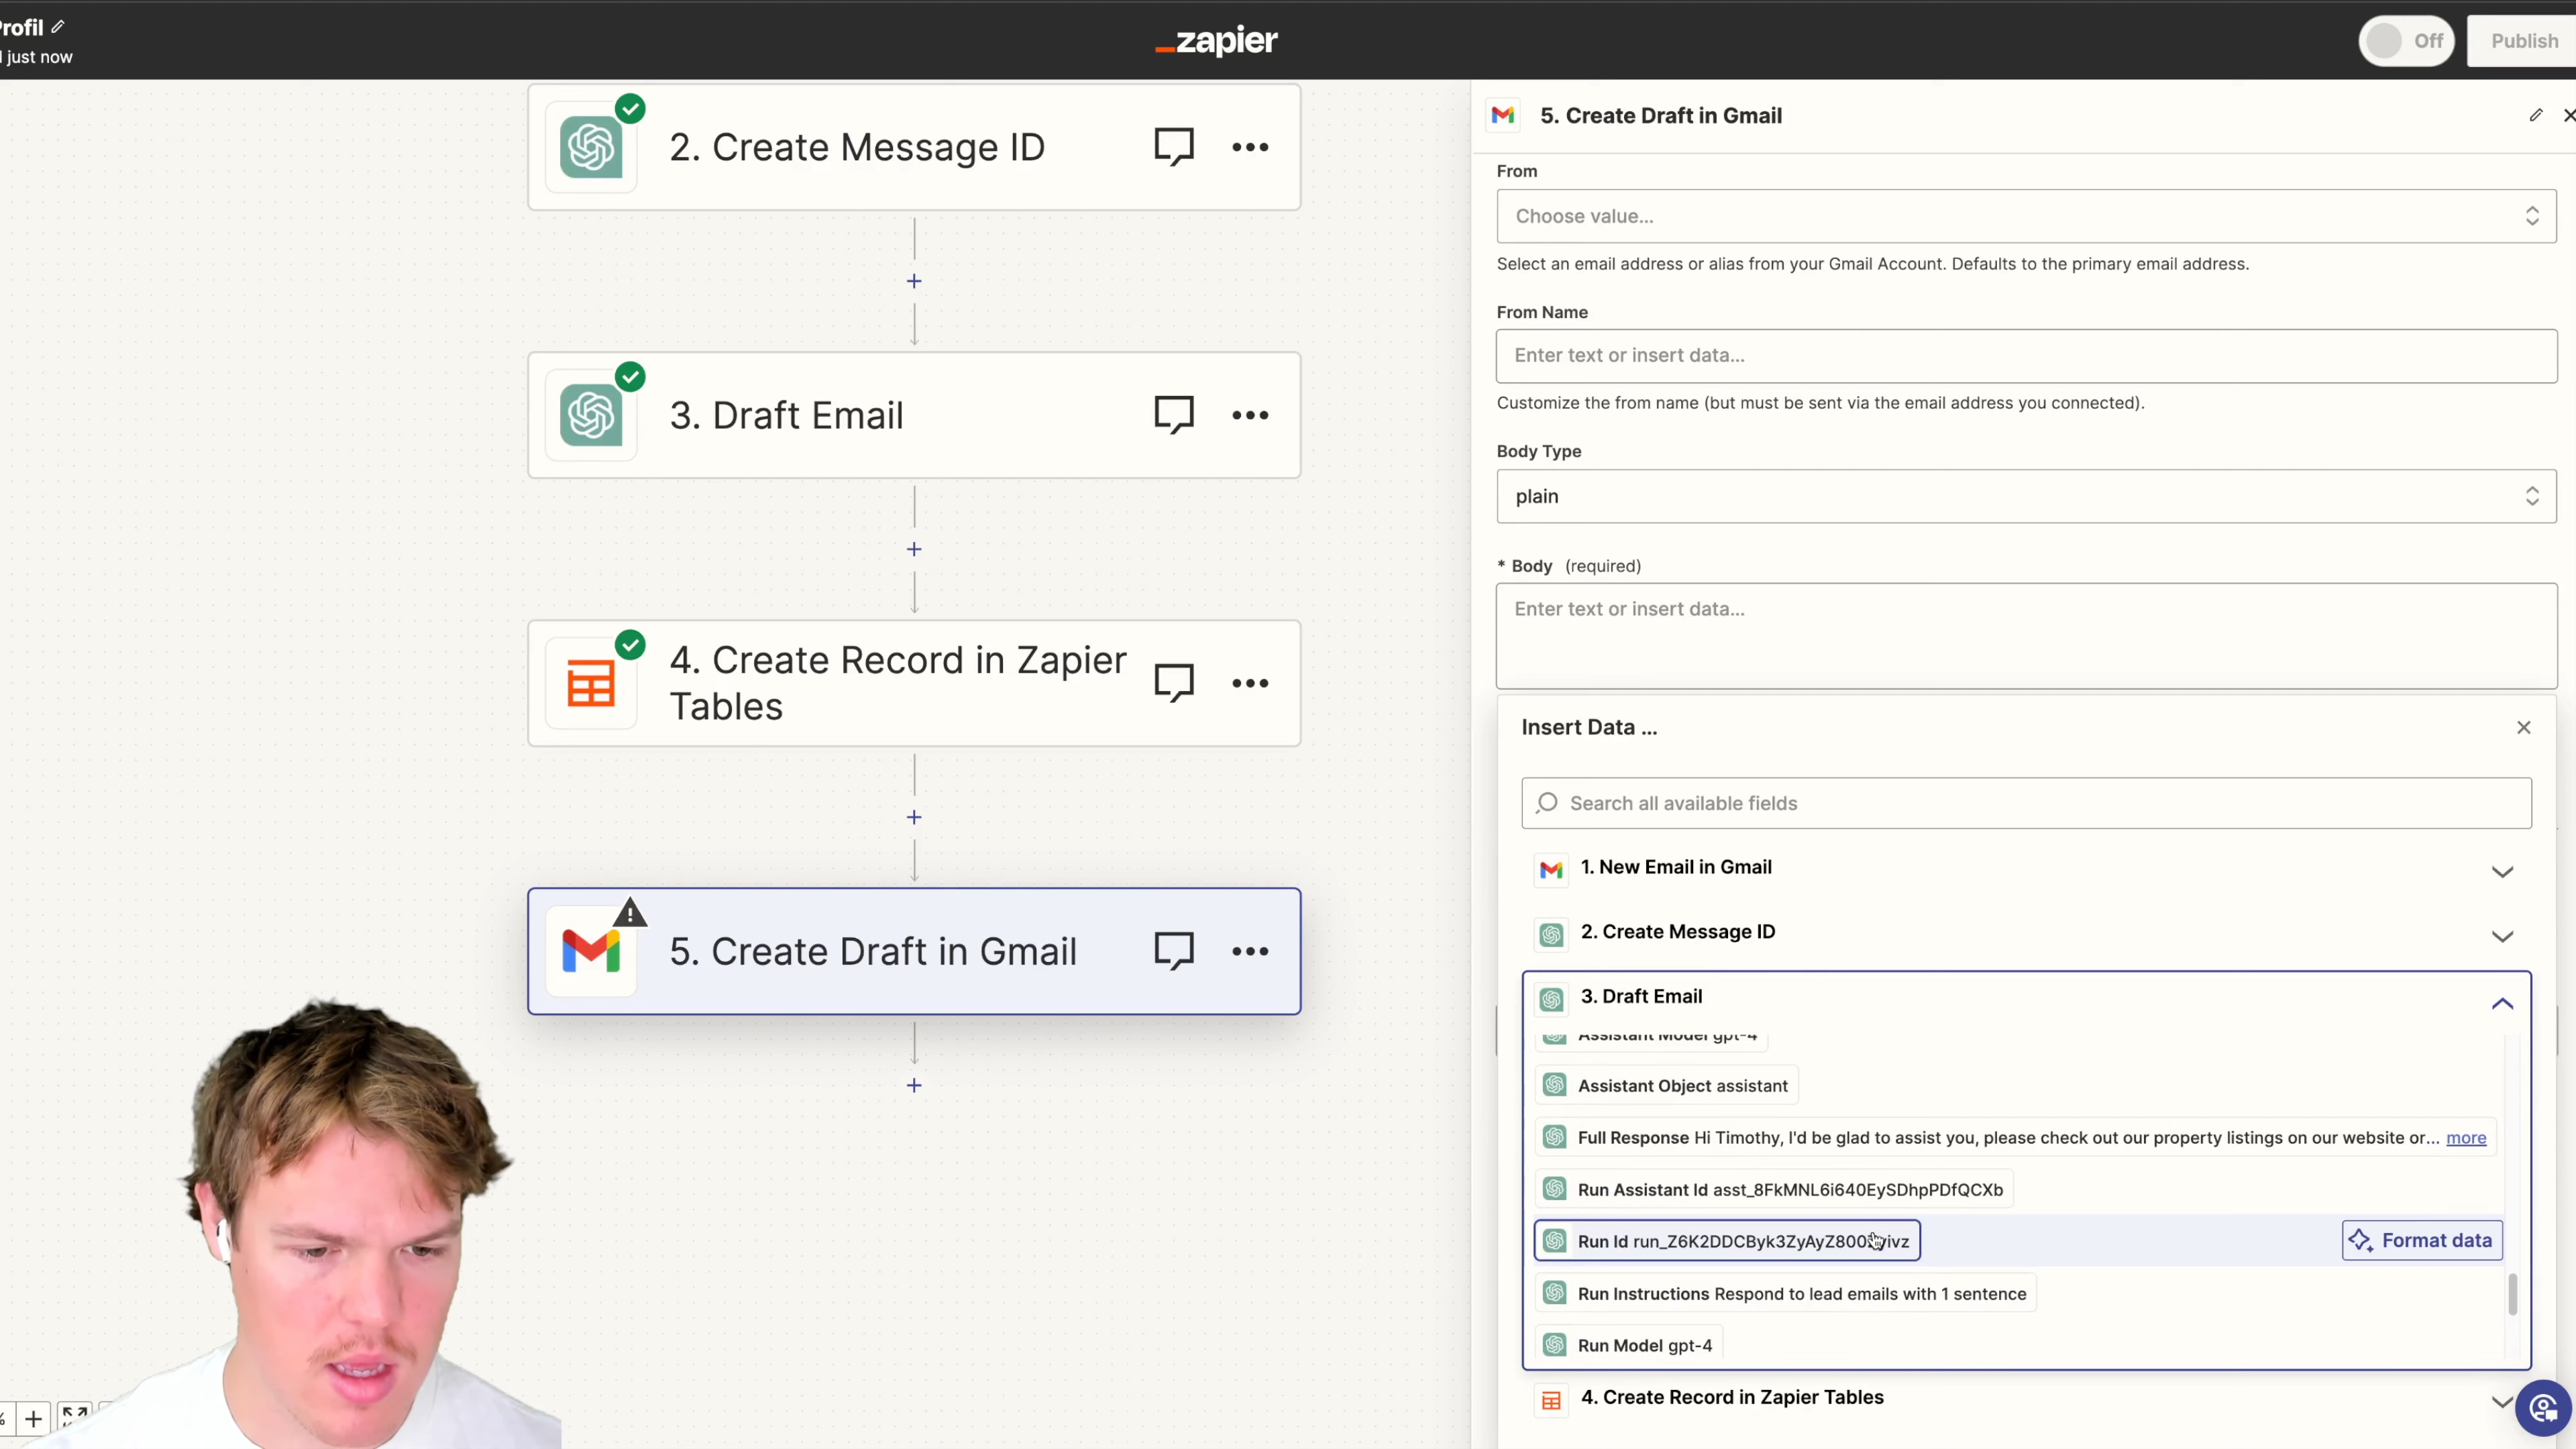 Profil
just now
zapier
Off
Publish
2. Create Message ID
3. Draft Email
4. Create Record in Zapier
Tables
5. Create Draft in Gmail
5. Create Draft in Gmail
From
Choose value...
Select an email address or alias from your Gmail Account. Defaults to the primary email address.
From Name
Enter text or insert data...
Customize the from name (but must be sent via the email address you connected).
Body Type
plain
* Body (required)
Enter text or insert data...
Insert Data ...
Search all available fields
1. New Email in Gmail
2. Create Message ID
3. Draft Email
Assistant Model gpt-4
Assistant Object assistant
Full Response Hi Timothy, I'd be glad to assist you, please check out our property listings on our website or... more
Run Assistant Id asst_8FkMNL6i640EySDhpPDfQCXb
Run Id
Format data
Run Instructions Respond to lead emails with 1 sentence
Run Model gpt-4
4. Create Record in Zapier Tables